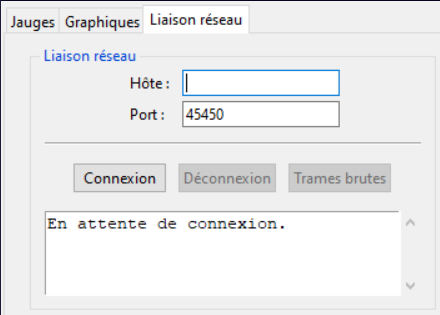 Jauges Graphiques Liaison réseau
Liaison réseau
Hôte :
Port : 45450
Connexion Déconnexion Trames brutes
En attente de connexion.